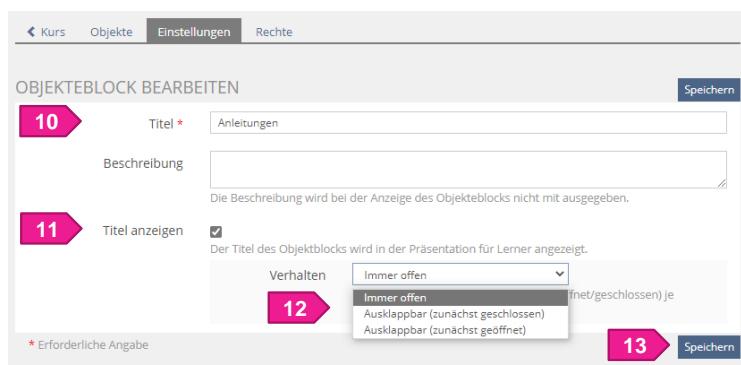 Kurs Objekte Einstellungen Rechte
OBJEKTEBLOCK BEARBEITEN
Speichern
10 Titel * Anleitungen
Beschreibung
Die Beschreibung wird bei der Anzeige des Objekteblocks nicht mit ausgegeben.
11 Titel anzeigen
Der Titel des Objektblocks wird in der Präsentation für Lerner angezeigt.
Verhalten Immer offen
12 Immer offen
fnet/geschlossen) je
Ausklappbar (zunächst geschlossen)
Ausklappbar (zunächst geöffnet)
* Erforderliche Angabe 13 Speichern